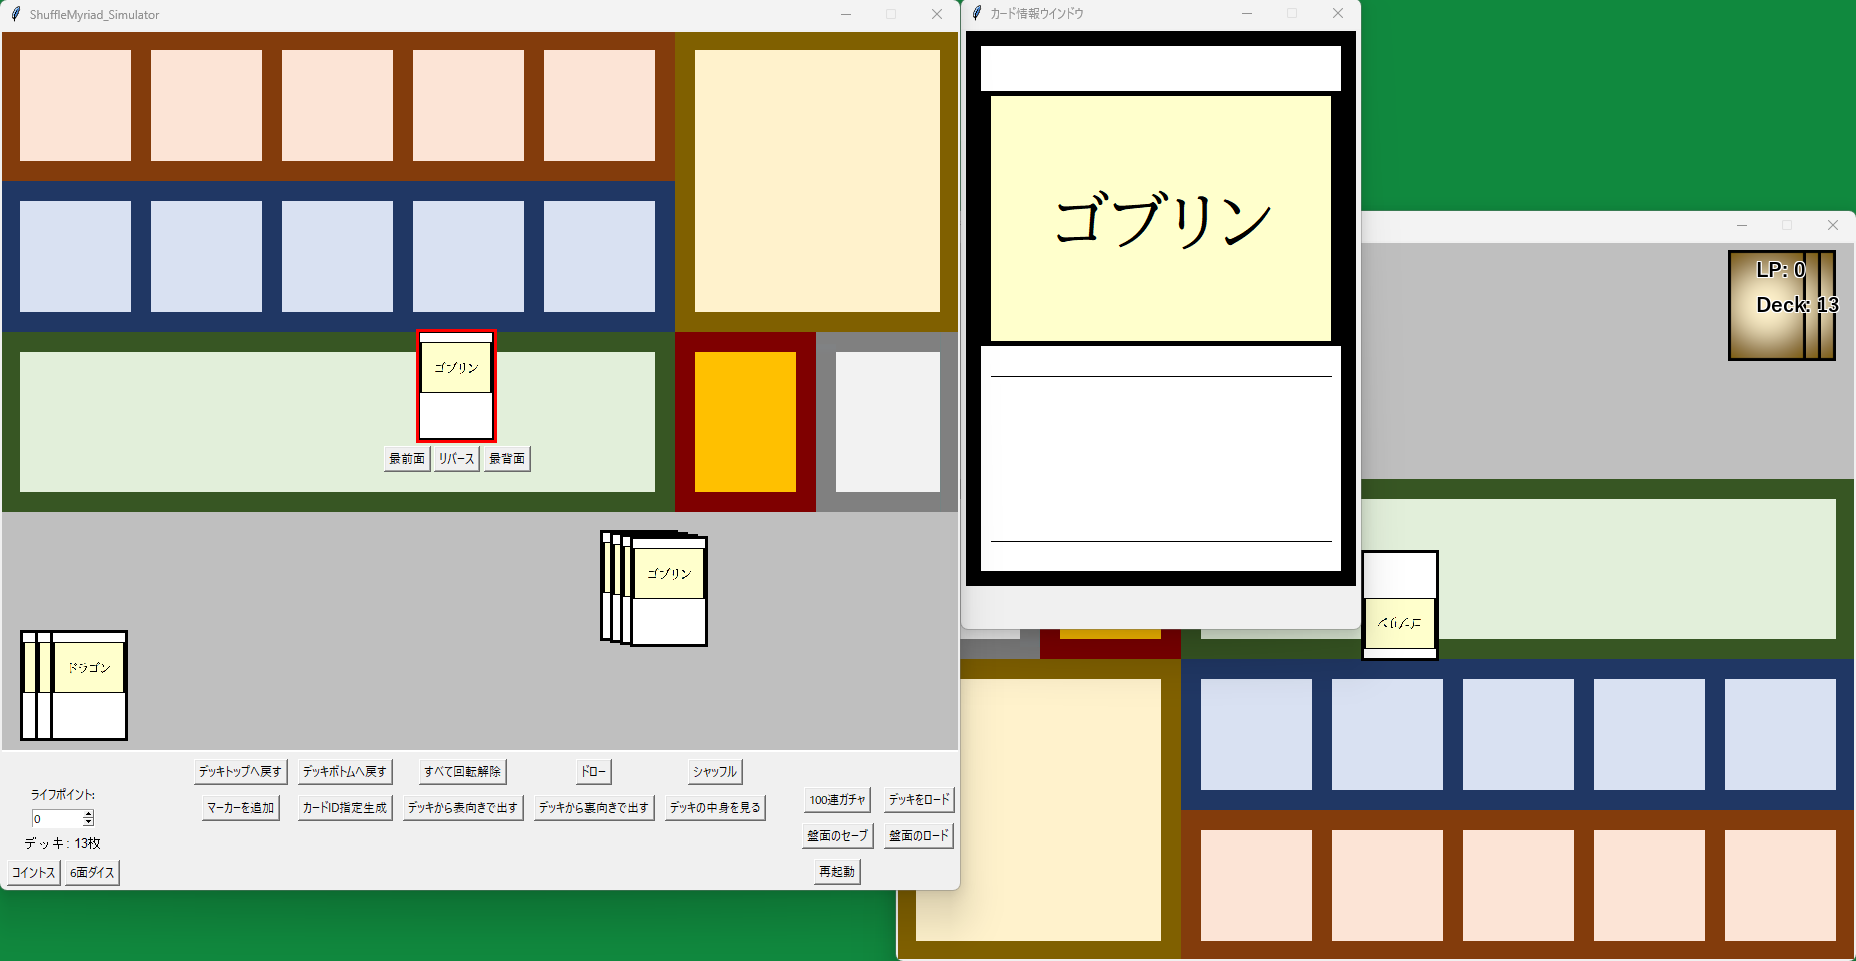 ShuffleMyriad_Simulator
ゴブリン
最前面 リバース 最背面
ゴブリン
ドラゴン
デッキトップへ戻す デッキボトムへ戻す すべて回転解除 ドロー シャッフル
マーカーを追加 カードID指定生成 デッキから表向きで出す デッキから裏向きで出す デッキの中身を見る
ライフポイント:
0
デッキ: 13枚
コイントス 6面ダイス
100連ガチャ デッキをロード
盤面のセーブ 盤面のロード
再起動
カード情報ウインドウ
ゴブリン
LP: 0
Deck: 13
ゴブリン